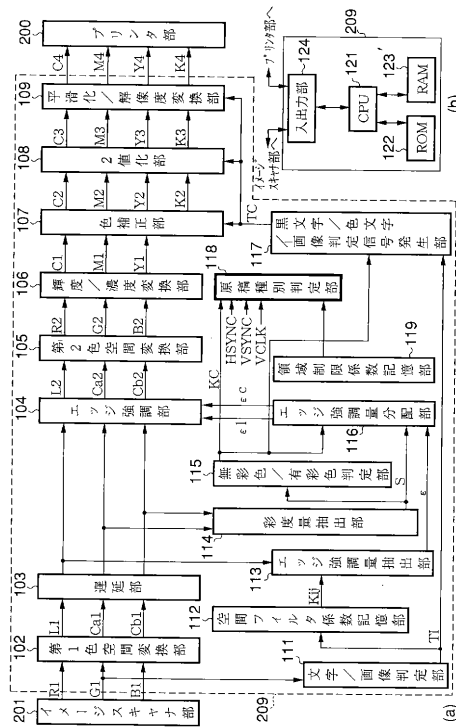 201
イメージスキャナ部
R1
G1
B1
102
第1色空間変換部
L1
Ca1
Cb1
103
遅延部
104
エッジ強調部
L2
Ca2
Cb2
105
第2色空間変換部
R2
G2
B2
106
輝度/濃度変換部
C1
M1
Y1
107
色補正部
C2
M2
Y2
K2
108
2値化部
C3
M3
Y3
K3
109
平滑化/解像度変換部
C4
M4
Y4
K4
200
プリンタ部
TC
209
111
文字/画像判定部
TI
112
空間フィルタ係数記憶部
Kij
113
エッジ強調量抽出部
114
彩度量抽出部
S
ε
115
無彩色/有彩色判定部
KC
116
エッジ強調量分配部
εl
εc
117
黒文字/色文字
/画像判定信号発生部
118
原稿種別判定部
HSYNC
VSYNC
VCLK
119
領域制限係数記憶部
(a)
209
イメージ
スキャナ部へ
プリンタ部へ
124
入出力部
121
CPU
122
ROM
123'
RAM
(b)